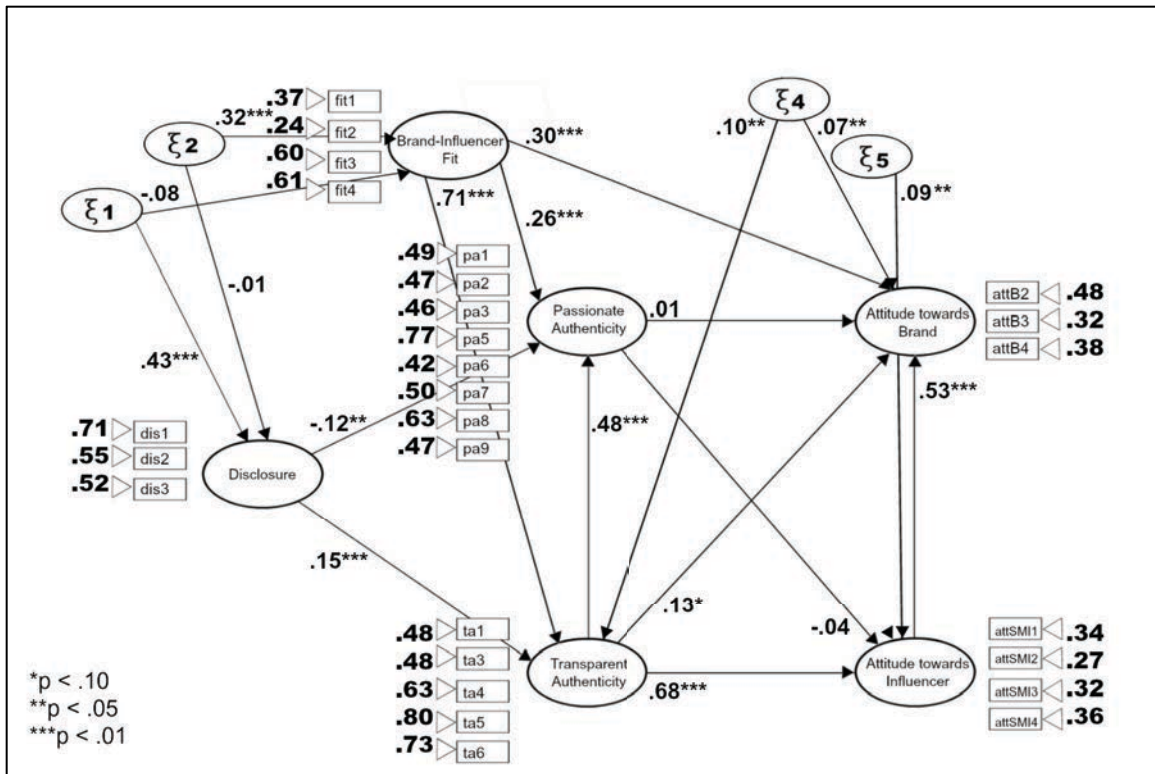 ξ4
.37 fit1
.32***
ξ2
.24 fit2
.10**
.07**
Brand-Influencer
Fit
.30***
ξ5
.60 fit3
-.08
.61 fit4
.71***
.09**
ξ1
.26***
.49 pa1
-.01
.47 pa2
.46 pa3
Passionate
Authenticity
.01
Attitude towards
Brand
attB2 .48
attB3 .32
attB4 .38
.77 pa5
.43***
.42 pa6
.50 pa7
.53***
-.12**
.63 pa8
.48***
.47 pa9
.71 dis1
.55 dis2
.52 dis3
Disclosure
.15***
.13*
-.04
.48 ta1
.48 ta3
.63 ta4
.80 ta5
.73 ta6
Transparent
Authenticity
.68***
Attitude towards
Influencer
attSMI1 .34
attSMI2 .27
attSMI3 .32
attSMI4 .36
*p < .10
**p < .05
***p < .01